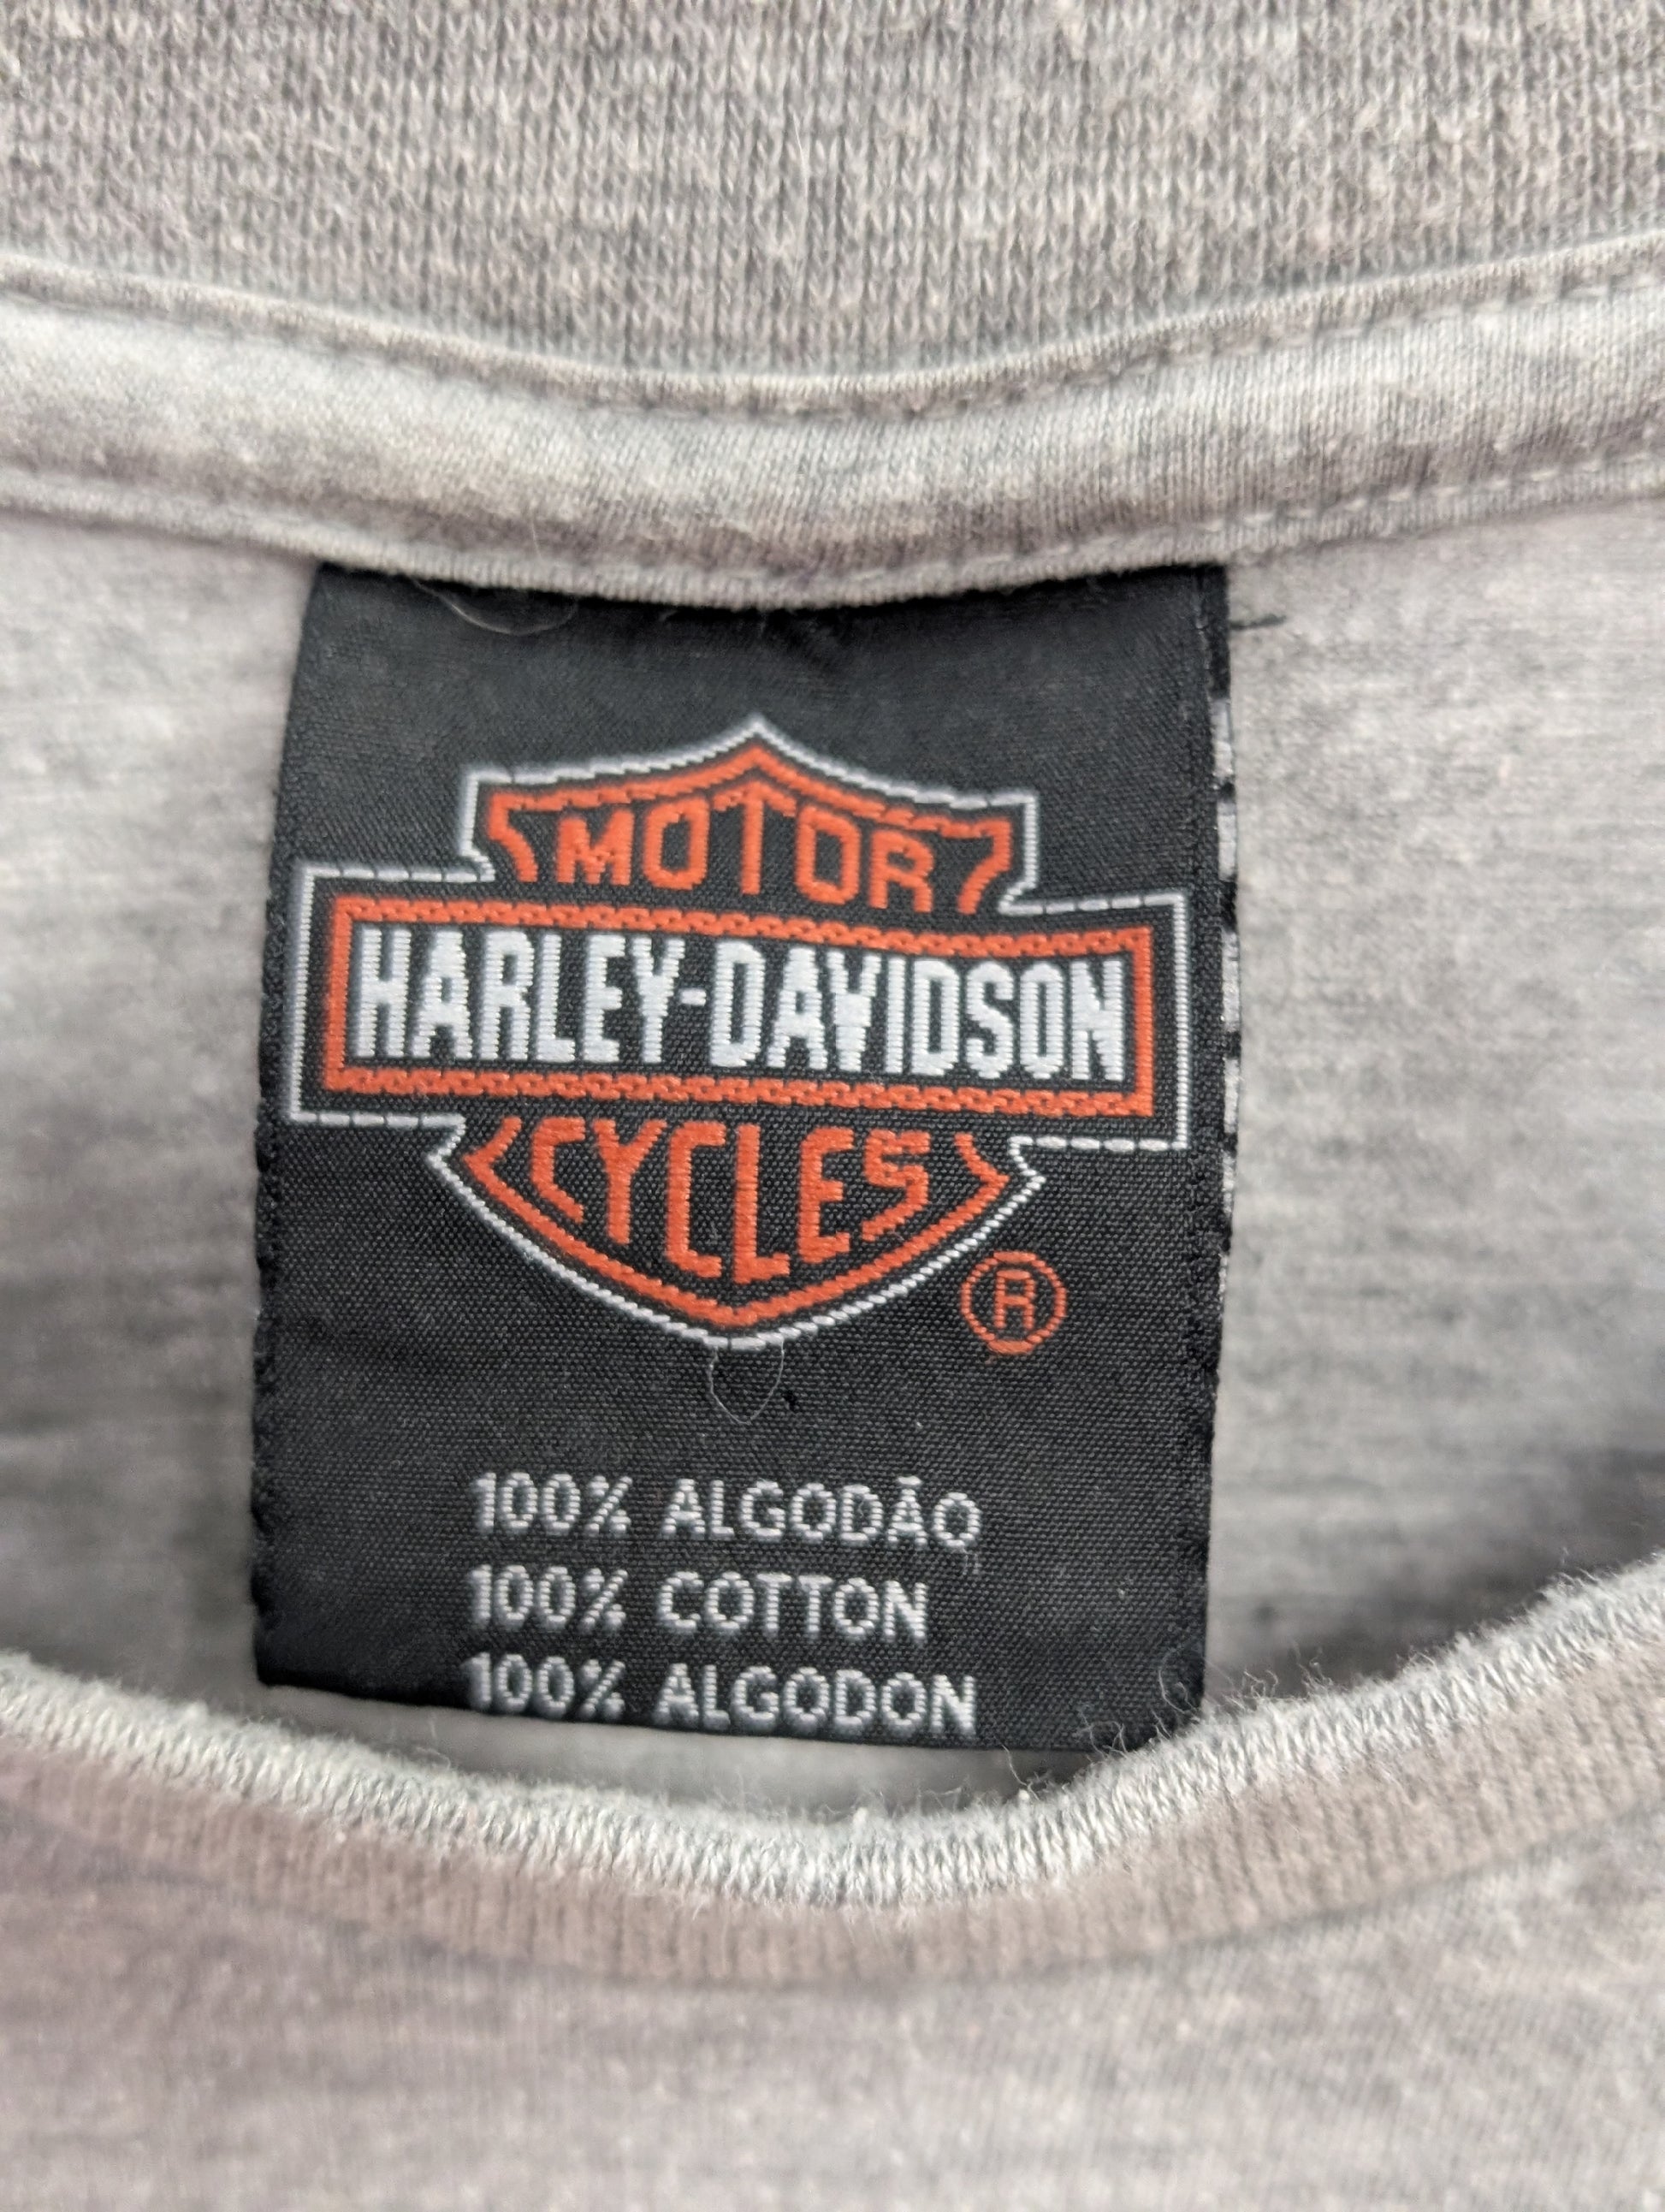 MOTOR
HARLEY-DAVIDSON
CYCLES
®
100% ALGODÃO
100% COTTON
100% ALGODON